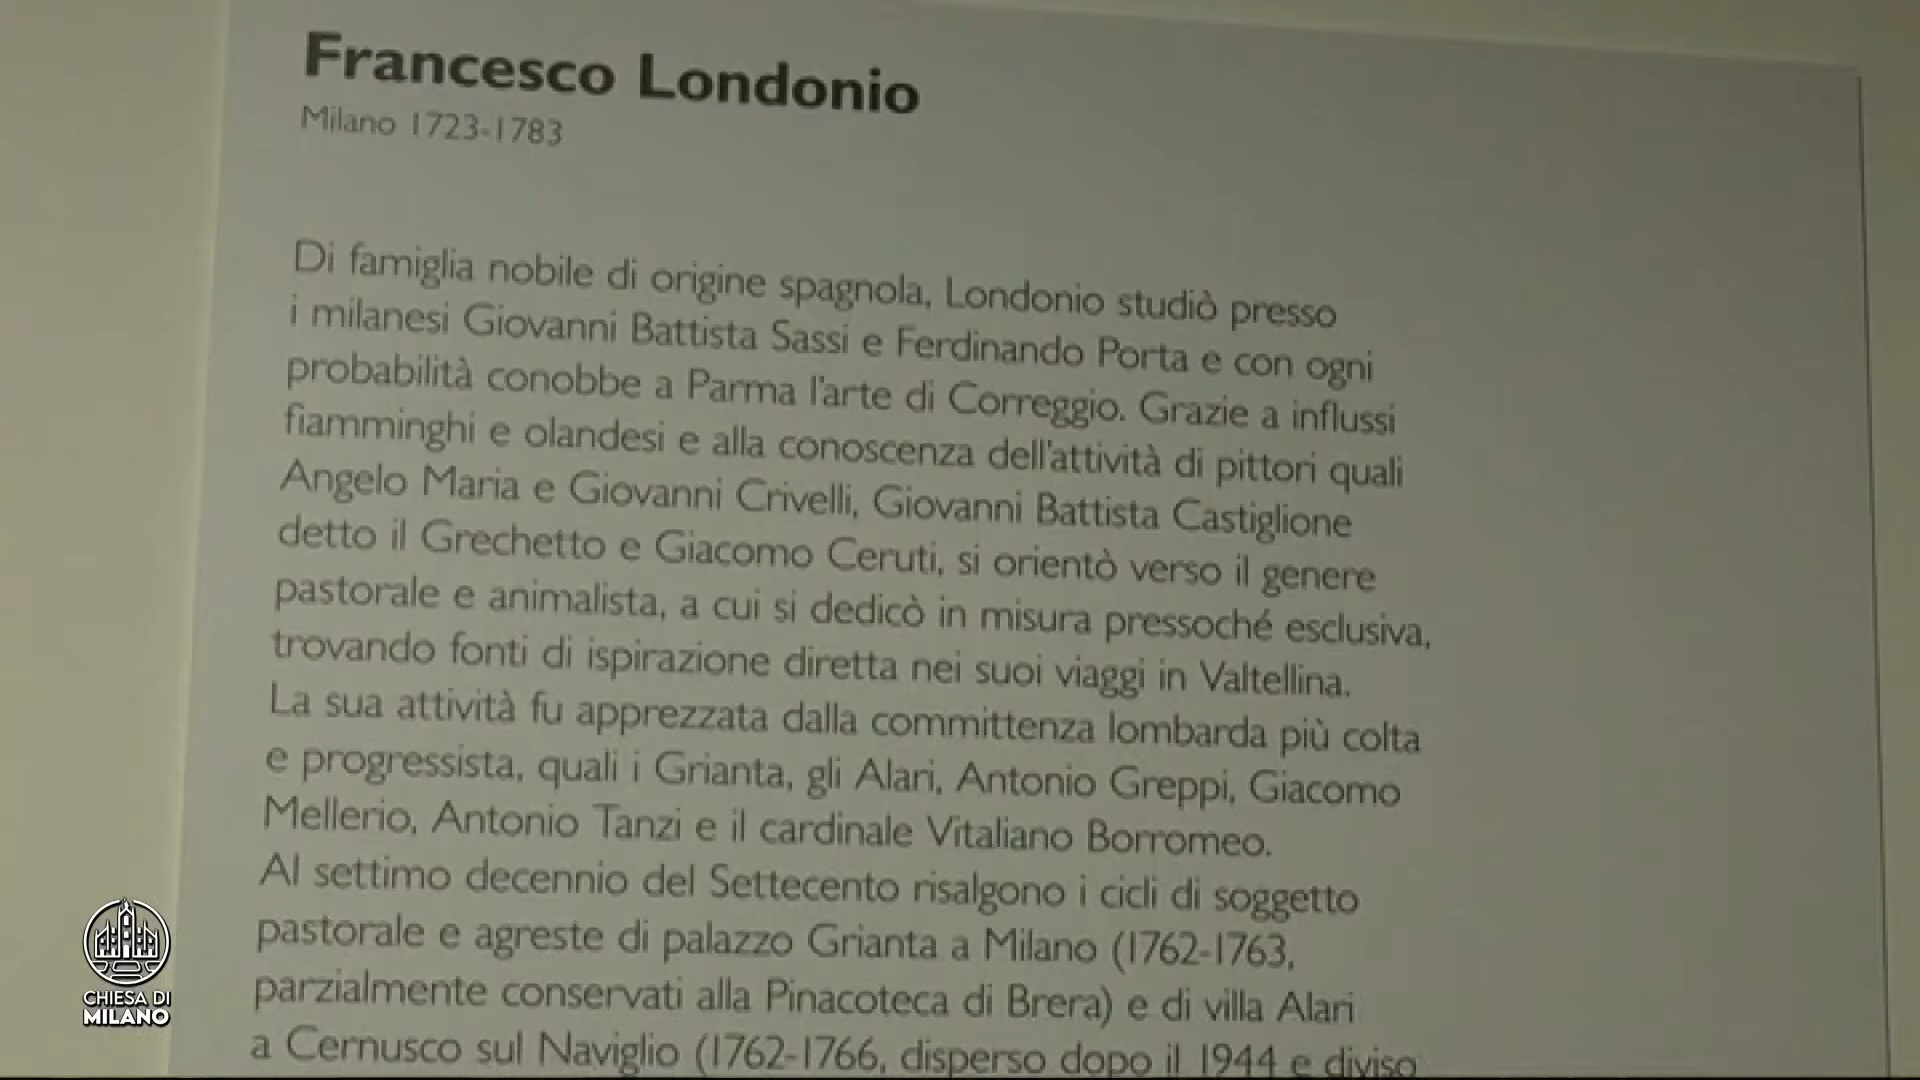 Francesco Londonio
Milano 1723-1783
Di famiglia nobile di origine spagnola, Londonio studiò presso
i milanesi Giovanni Battista Sassi e Ferdinando Porta e con ogni
probabilità conobbe a Parma l'arte di Correggio. Grazie a influssi
fiamminghi e olandesi e alla conoscenza dell'attività di pittori quali
Angelo Maria e Giovanni Crivelli, Giovanni Battista Castiglione
detto il Grechetto e Giacomo Ceruti, si orientò verso il genere
pastorale e animalista, a cui si dedicò in misura pressoché esclusiva,
trovando fonti di ispirazione diretta nei suoi viaggi in Valtellina.
La sua attività fu apprezzata dalla committenza lombarda più colta
e progressista, quali i Grianta, gli Alari, Antonio Greppi, Giacomo
Mellerio, Antonio Tanzi e il cardinale Vitaliano Borromeo.
Al settimo decennio del Settecento risalgono i cicli di soggetto
pastorale e agreste di palazzo Grianta a Milano (1762-1763,
parzialmente conservati alla Pinacoteca di Brera) e di villa Alari
a Cernusco sul Naviglio (1762-1766, disperso dopo il 1944 e diviso
CHIESA DI
MILANO